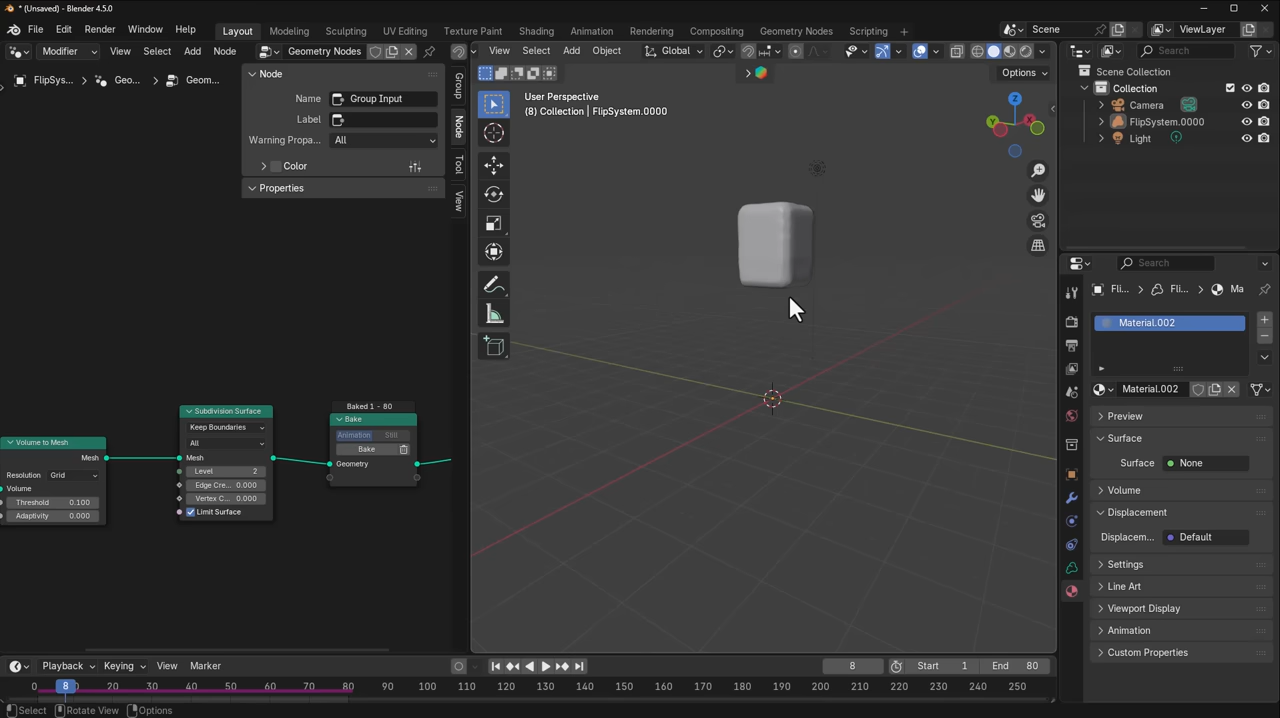 * (Unsaved) - Blender 4.5.0
File Edit Render Window Help Layout Modeling Sculpting UV Editing Texture Paint Shading Animation Rendering Compositing Geometry Nodes Scripting + Scene ViewLayer
Modifier View Select Add Node Geometry Nodes View Select Add Object Global Search
FlipSys... > Geo... > Geom... Options
Node
Name Group Input
Label
Warning Propa... All
Color
Properties
Group
Node
Tool
View
User Perspective
(8) Collection | FlipSystem.0000
X
Y
Z
Scene Collection
Collection
Camera
FlipSystem.0000
Light
Search
Fli... > Fli... > Ma
Material.002
Material.002
Preview
Surface
Surface None
Volume
Displacement
Displacem... Default
Settings
Line Art
Viewport Display
Animation
Custom Properties
Volume to Mesh
Mesh
Resolution Grid
Volume
Threshold 0.100
Adaptivity 0.000
Subdivision Surface
Keep Boundaries
All
Mesh
Level 2
Edge Cre... 0.000
Vertex C... 0.000
Limit Surface
Baked 1 - 80
Bake
Animation Still
Bake
Geometry
Playback Keying View Marker 8 Start 1 End 80
0 8 20 30 40 50 60 70 80 90 100 110 120 130 140 150 160 170 180 190 200 210 220 230 240 250
Select Rotate View Options